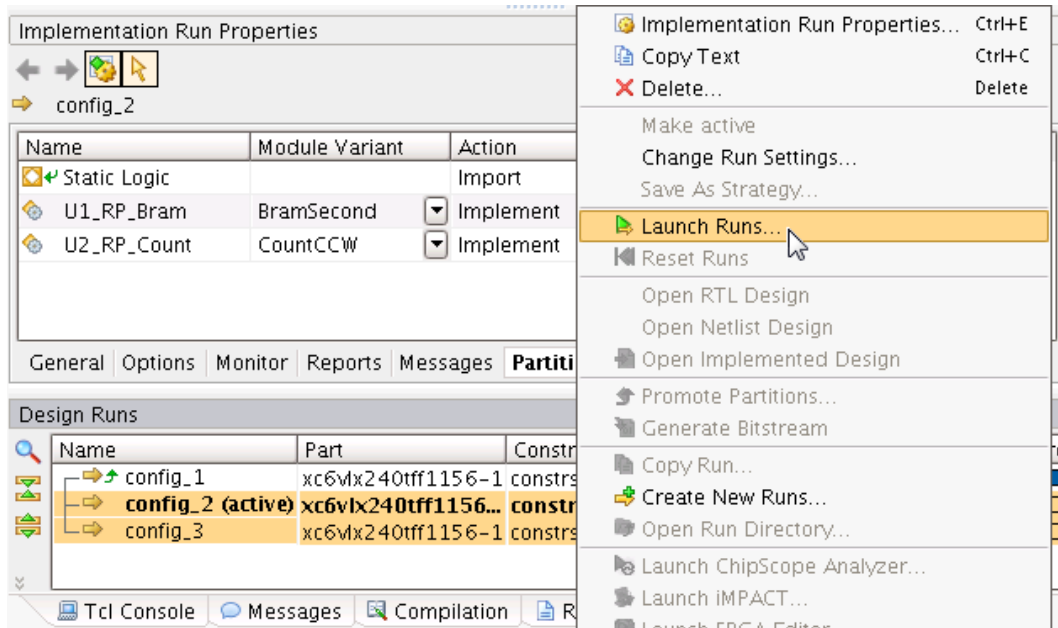 Implementation Run Properties
config_2
Name Module Variant Action
Static Logic Import
U1_RP_Bram BramSecond Implement
U2_RP_Count CountCCW Implement
General Options Monitor Reports Messages Partiti
Design Runs
Name Part Constr
config_1 xc6vlx240tff1156-1 constrs
config_2 (active) xc6vlx240tff1156... constr
config_3 xc6vlx240tff1156-1 constrs
Tcl Console Messages Compilation R
Implementation Run Properties... Ctrl+E
Copy Text Ctrl+C
Delete... Delete
Make active
Change Run Settings...
Save As Strategy...
Launch Runs...
Reset Runs
Open RTL Design
Open Netlist Design
Open Implemented Design
Promote Partitions...
Generate Bitstream
Copy Run...
Create New Runs...
Open Run Directory...
Launch ChipScope Analyzer...
Launch iMPACT...
Launch FPGA Editor